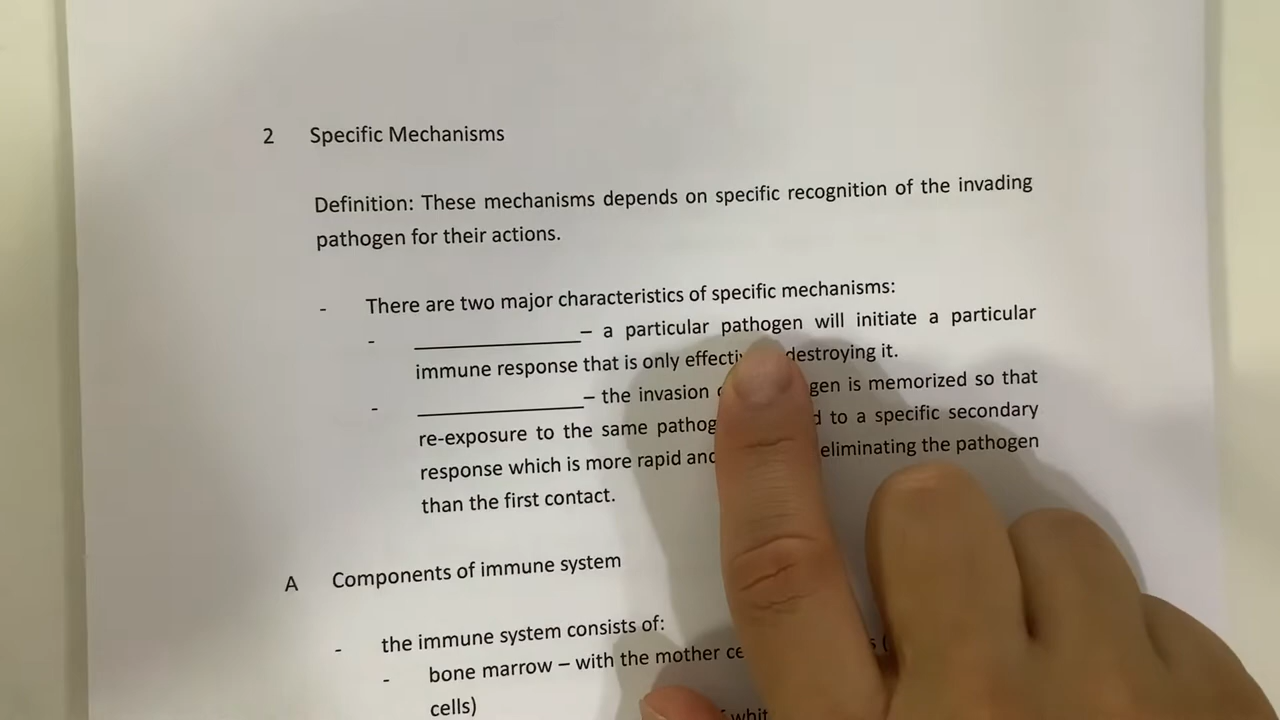 2 Specific Mechanisms
Definition: These mechanisms depends on specific recognition of the invading
pathogen for their actions.
- There are two major characteristics of specific mechanisms:
- ______________ – a particular pathogen will initiate a particular
immune response that is only destroying it.
- ______________ – the invasion is memorized so that
re-exposure to the same to a specific secondary
response which is more rapid eliminating the pathogen
than the first contact.
A Components of immune system
- the immune system consists of:
- bone marrow – with the mother
cells)